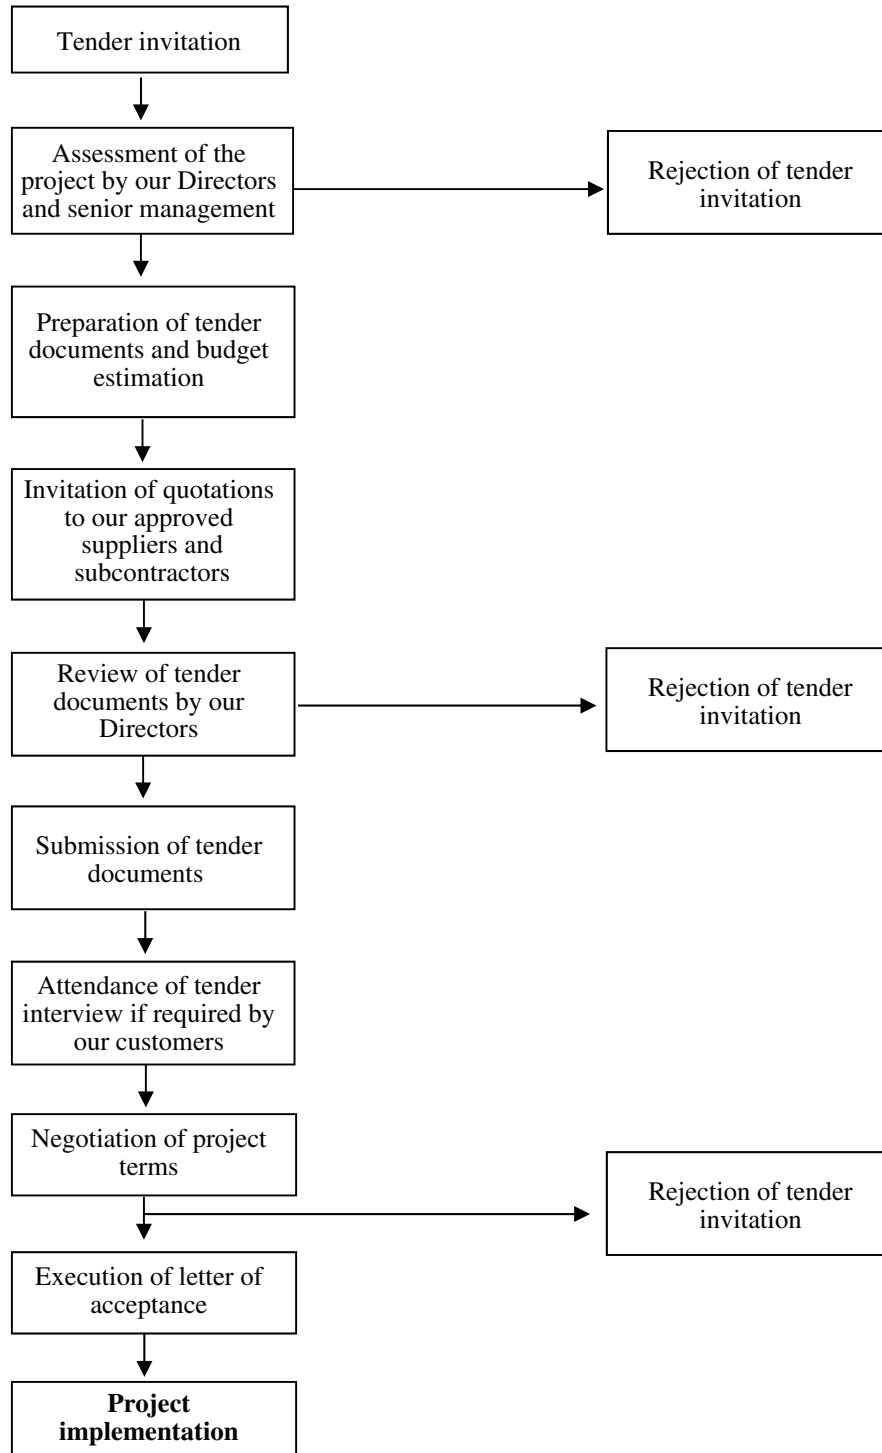 Tender invitation
Assessment of the
project by our Directors
and senior management
Rejection of tender
invitation
Preparation of tender
documents and budget
estimation
Invitation of quotations
to our approved
suppliers and
subcontractors
Review of tender
documents by our
Directors
Rejection of tender
invitation
Submission of tender
documents
Attendance of tender
interview if required by
our customers
Negotiation of project
terms
Rejection of tender
invitation
Execution of letter of
acceptance
Project
implementation